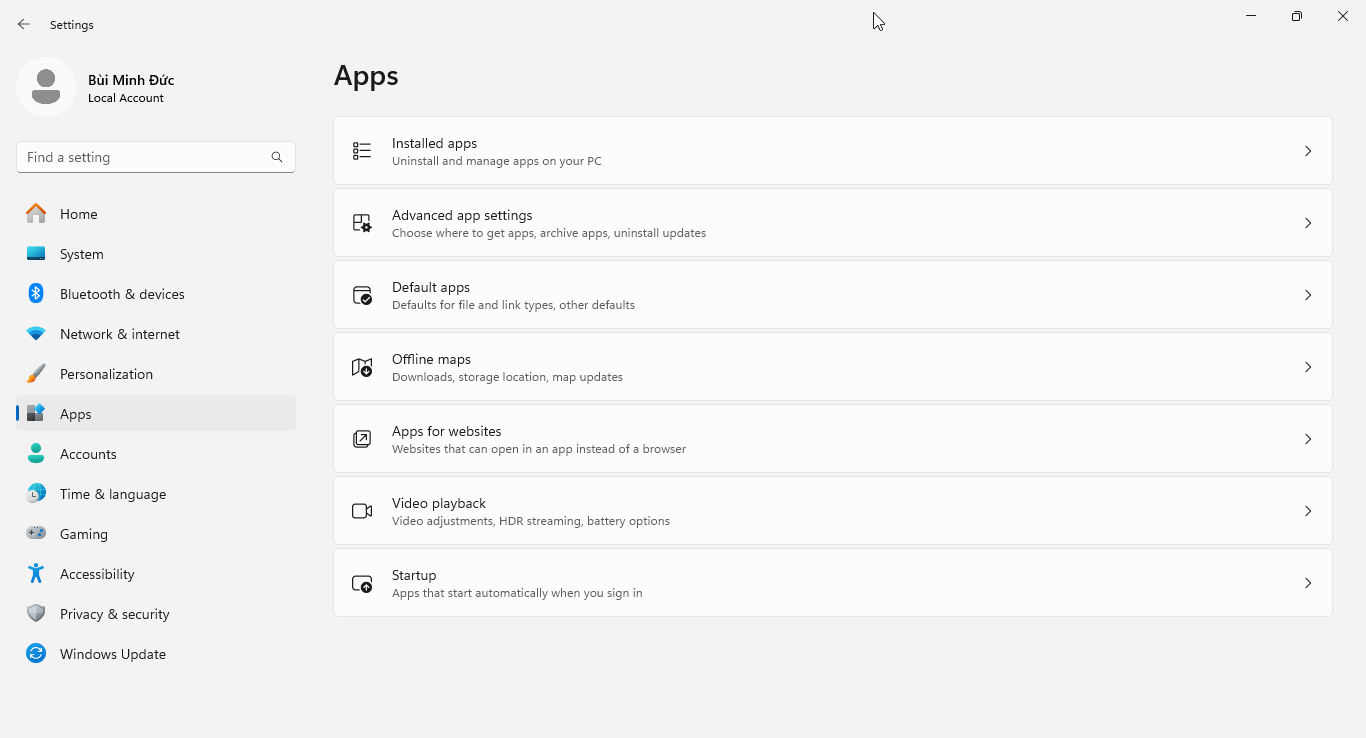 Settings
Bùi Minh Đức
Local Account
Find a setting
Home
System
Bluetooth & devices
Network & internet
Personalization
Apps
Accounts
Time & language
Gaming
Accessibility
Privacy & security
Windows Update
Apps
Installed apps
Uninstall and manage apps on your PC
Advanced app settings
Choose where to get apps, archive apps, uninstall updates
Default apps
Defaults for file and link types, other defaults
Offline maps
Downloads, storage location, map updates
Apps for websites
Websites that can open in an app instead of a browser
Video playback
Video adjustments, HDR streaming, battery options
Startup
Apps that start automatically when you sign in